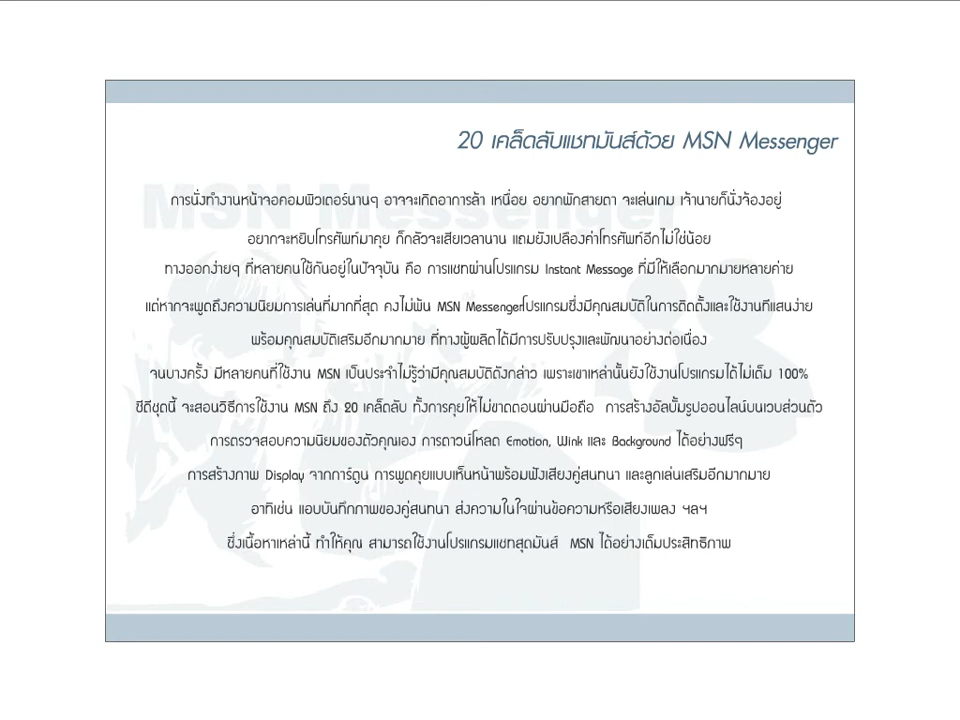 20 เคล็ดลับแชทมันส์ด้วย MSN Messenger
MSN Messenger
การนั่งทำงานหน้าจอคอมพิวเตอร์นานๆ อาจจะเกิดอาการล้า เหนื่อย อยากพักสายตา จะเล่นเกม เจ้านายก็นั่งจ้องอยู่
อยากจะหยิบโทรศัพท์มาคุย ก็กลัวจะเสียเวลานาน แถมยังเปลืองค่าโทรศัพท์อีกไม่ใช่น้อย
ทางออกง่ายๆ ที่หลายคนใช้กันอยู่ในปัจจุบัน คือ การแชทผ่านโปรแกรม Instant Message ที่มีให้เลือกมากมายหลายค่าย
แต่หากจะพูดถึงความนิยมการเล่นที่มากที่สุด คงไม่พ้น MSN Messengerโปรแกรมซึ่งมีคุณสมบัติในการติดตั้งและใช้งานที่แสนง่าย
พร้อมคุณสมบัติเสริมอีกมากมาย ที่ทางผู้ผลิตได้มีการปรับปรุงและพัฒนาอย่างต่อเนื่อง
จนบางครั้ง มีหลายคนที่ใช้งาน MSN เป็นประจำไม่รู้ว่ามีคุณสมบัติดังกล่าว เพราะเขาเหล่านั้นยังใช้งานโปรแกรมได้ไม่เต็ม 100%
ซีดีชุดนี้ จะสอนวิธีการใช้งาน MSN ถึง 20 เคล็ดลับ ทั้งการคุยให้ไม่ขาดตอนผ่านมือถือ การสร้างอัลบั้มรูปออนไลน์บนเวบส่วนตัว
การตรวจสอบความนิยมของตัวคุณเอง การดาวน์โหลด Emotion, Wink และ Background ได้อย่างฟรีๆ
การสร้างภาพ Display จากการ์ตูน การพูดคุยแบบเห็นหน้าพร้อมฟังเสียงคู่สนทนา และลูกเล่นเสริมอีกมากมาย
อาทิเช่น แอบบันทึกภาพของคู่สนทนา ส่งความในใจผ่านข้อความหรือเสียงเพลง ฯลฯ
ซึ่งเนื้อหาเหล่านี้ ทำให้คุณ สามารถใช้งานโปรแกรมแชทสุดมันส์ MSN ได้อย่างเต็มประสิทธิภาพ